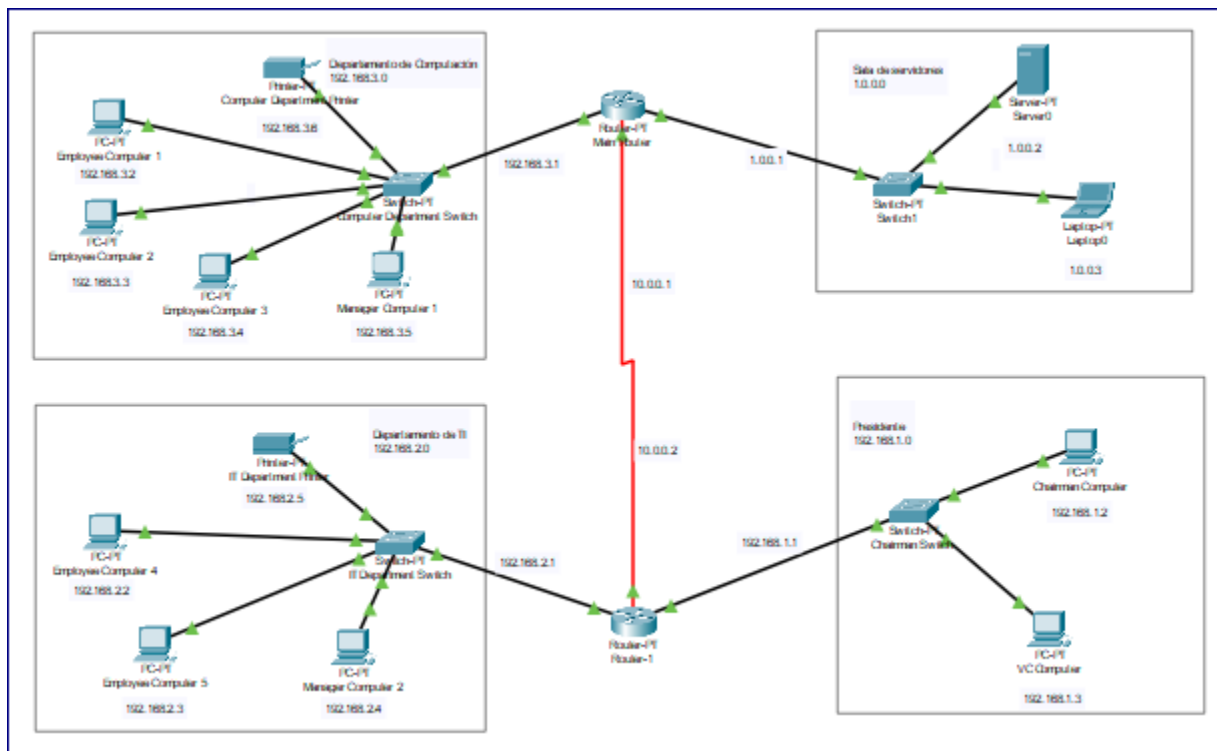 Departamento de Computación
192.168.3.0
Printer-PT
Computer Department Printer
192.168.3.6
PC-PT
Employee Computer 1
192.168.3.2
PC-PT
Employee Computer 2
192.168.3.3
PC-PT
Employee Computer 3
192.168.3.4
Switch-PT
Computer Department Switch
PC-PT
Manager Computer 1
192.168.3.5
192.168.3.1
Router-PT
Main Router
1.0.0.1
Sala de servidores
1.0.0.0
Server-PT
Server0
1.0.0.2
Switch-PT
Switch1
Laptop-PT
Laptop0
1.0.0.3
10.0.0.1
10.0.0.2
Departamento de TI
192.168.2.0
Printer-PT
IT Department Printer
192.168.2.5
PC-PT
Employee Computer 4
192.168.2.2
Switch-PT
IT Department Switch
PC-PT
Employee Computer 5
192.168.2.3
PC-PT
Manager Computer 2
192.168.2.4
192.168.2.1
Router-PT
Router-1
192.168.1.1
Presidente
192.168.1.0
PC-PT
Chairman Computer
192.168.1.2
Switch-PT
Chairman Switch
PC-PT
VC Computer
192.168.1.3